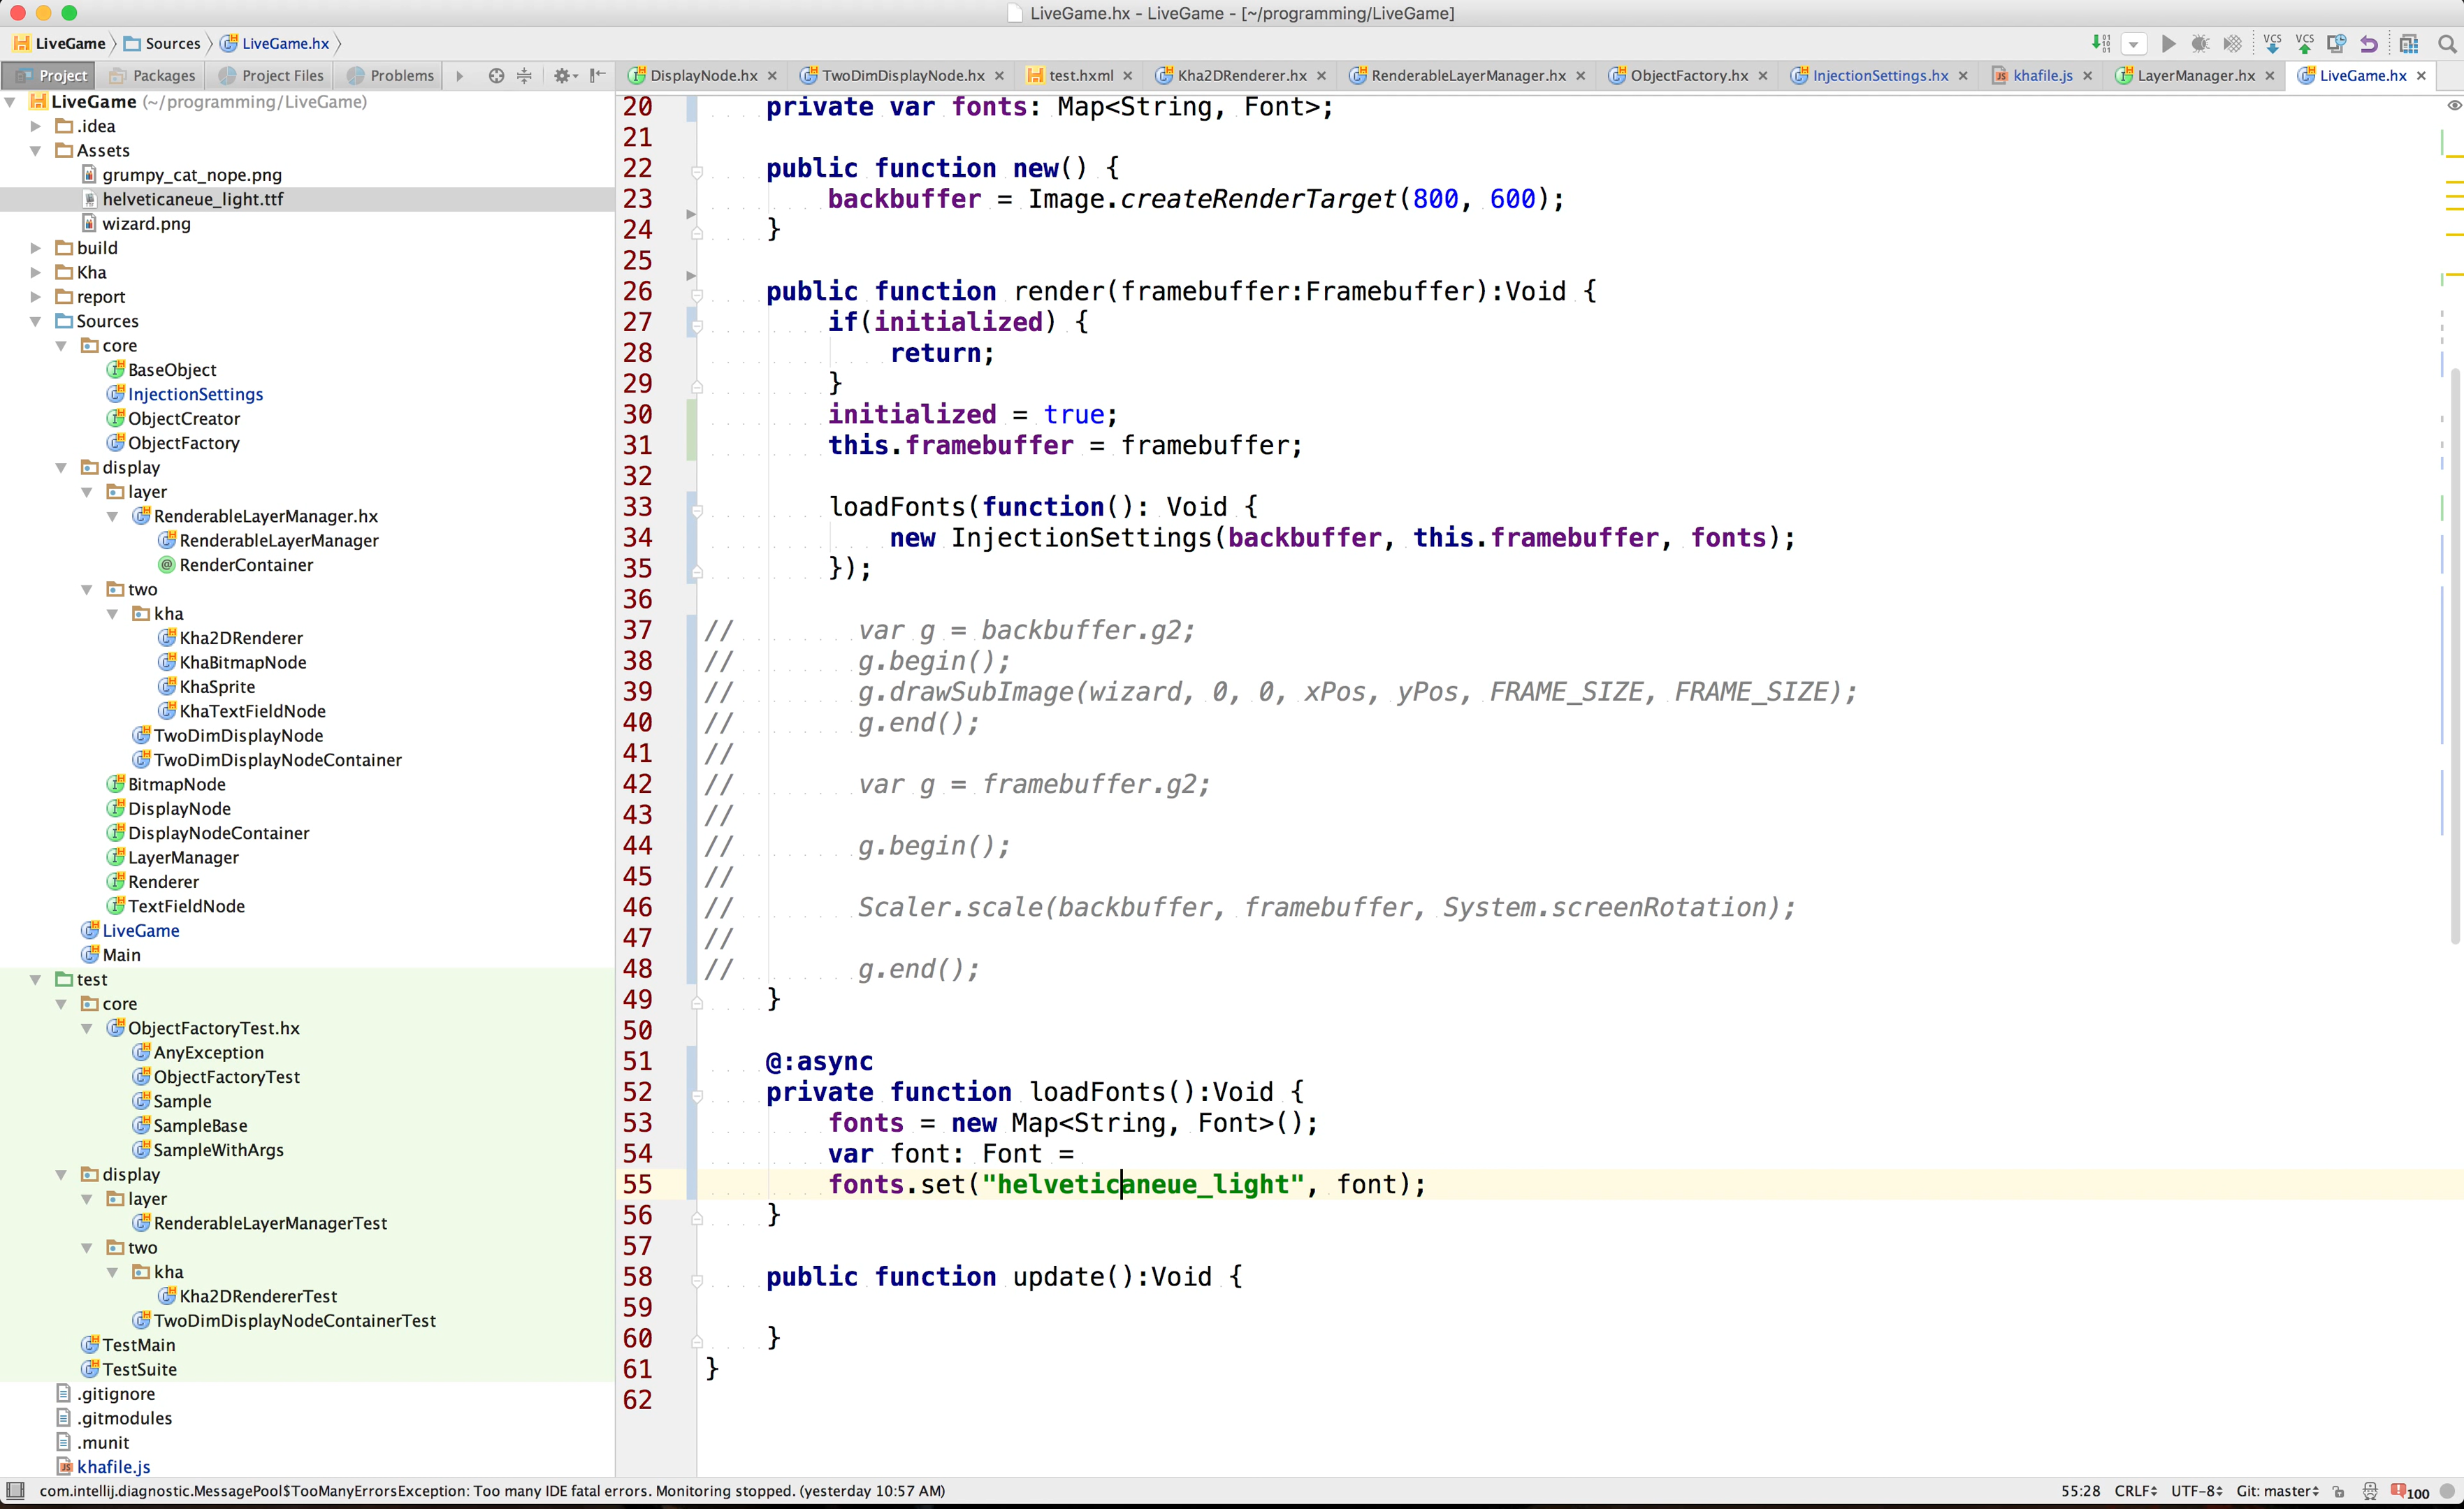 LiveGame.hx - LiveGame - [~/programming/LiveGame]
LiveGame Sources LiveGame.hx
VCS VCS
Project Packages Project Files Problems
DisplayNode.hx TwoDimDisplayNode.hx test.hxml Kha2DRenderer.hx RenderableLayerManager.hx ObjectFactory.hx InjectionSettings.hx khafile.js LayerManager.hx LiveGame.hx
LiveGame (~/programming/LiveGame)
.idea
Assets
grumpy_cat_nope.png
helveticaneue_light.ttf
wizard.png
build
Kha
report
Sources
core
BaseObject
InjectionSettings
ObjectCreator
ObjectFactory
display
layer
RenderableLayerManager.hx
RenderableLayerManager
RenderContainer
two
kha
Kha2DRenderer
KhaBitmapNode
KhaSprite
KhaTextFieldNode
TwoDimDisplayNode
TwoDimDisplayNodeContainer
BitmapNode
DisplayNode
DisplayNodeContainer
LayerManager
Renderer
TextFieldNode
LiveGame
Main
test
core
ObjectFactoryTest.hx
AnyException
ObjectFactoryTest
Sample
SampleBase
SampleWithArgs
display
layer
RenderableLayerManagerTest
two
kha
Kha2DRendererTest
TwoDimDisplayNodeContainerTest
TestMain
TestSuite
.gitignore
.gitmodules
.munit
khafile.js
20 private var fonts: Map<String, Font>;
21
22 public function new() {
23 backbuffer = Image.createRenderTarget(800, 600);
24 }
25
26 public function render(framebuffer:Framebuffer):Void {
27 if(initialized) {
28 return;
29 }
30 initialized = true;
31 this.framebuffer = framebuffer;
32
33 loadFonts(function(): Void {
34 new InjectionSettings(backbuffer, this.framebuffer, fonts);
35 });
36
37 // var g = backbuffer.g2;
38 // g.begin();
39 // g.drawSubImage(wizard, 0, 0, xPos, yPos, FRAME_SIZE, FRAME_SIZE);
40 // g.end();
41 //
42 // var g = framebuffer.g2;
43 //
44 // g.begin();
45 //
46 // Scaler.scale(backbuffer, framebuffer, System.screenRotation);
47 //
48 // g.end();
49 }
50
51 @:async
52 private function loadFonts():Void {
53 fonts = new Map<String, Font>();
54 var font: Font =
55 fonts.set("helveticaneue_light", font);
56 }
57
58 public function update():Void {
59
60 }
61 }
62
com.intellij.diagnostic.MessagePool$TooManyErrorsException: Too many IDE fatal errors. Monitoring stopped. (yesterday 10:57 AM) 55:28 CRLF UTF-8 Git: master 100